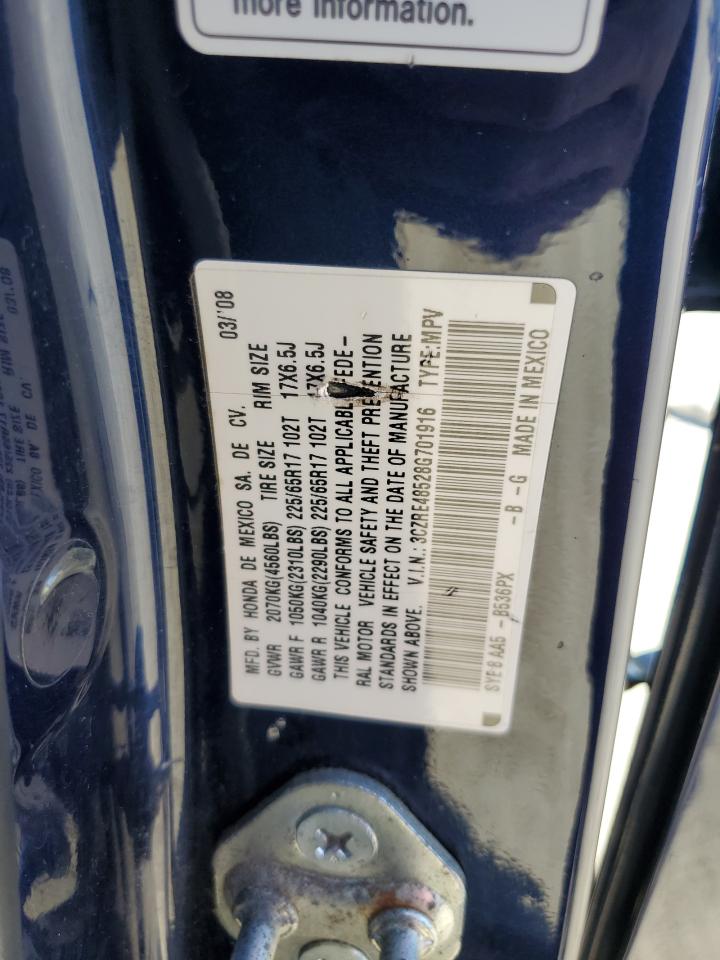 more information.
03/'08
MFD. BY HONDA DE MEXICO SA. DE CV.
GVWR 2070KG(4560LBS) TIRE SIZE RIM SIZE
GAWR F 1050KG(2310LBS) 225/65R17 102T 17X6.5J
GAWR R 1040KG(2290LBS) 225/65R17 102T 17X6.5J
THIS VEHICLE CONFORMS TO ALL APPLICABLE FEDE-
RAL MOTOR VEHICLE SAFETY AND THEFT PREVENTION
STANDARDS IN EFFECT ON THE DATE OF MANUFACTURE
SHOWN ABOVE. V.I.N.: 3CZRE48528G701916 TYPE:MPV
SYE8 AA5 -B536PX -B -G MADE IN MEXICO